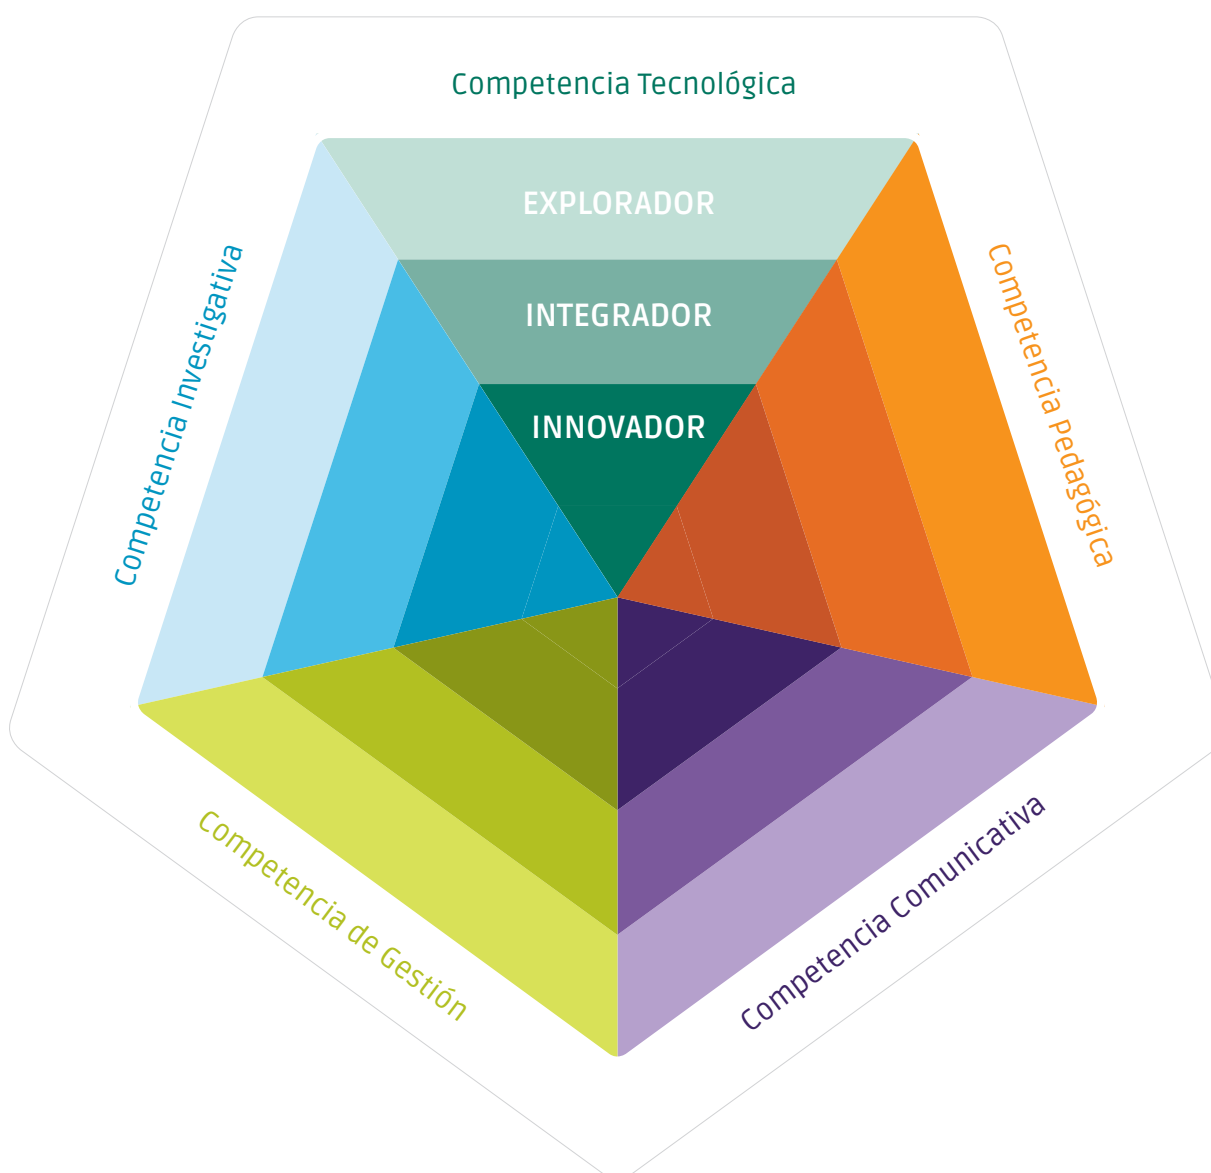 Competencia Tecnológica
EXPLORADOR
INTEGRADOR
INNOVADOR
Competencia Investigativa
Competencia Pedagógica
Competencia de Gestión
Competencia Comunicativa